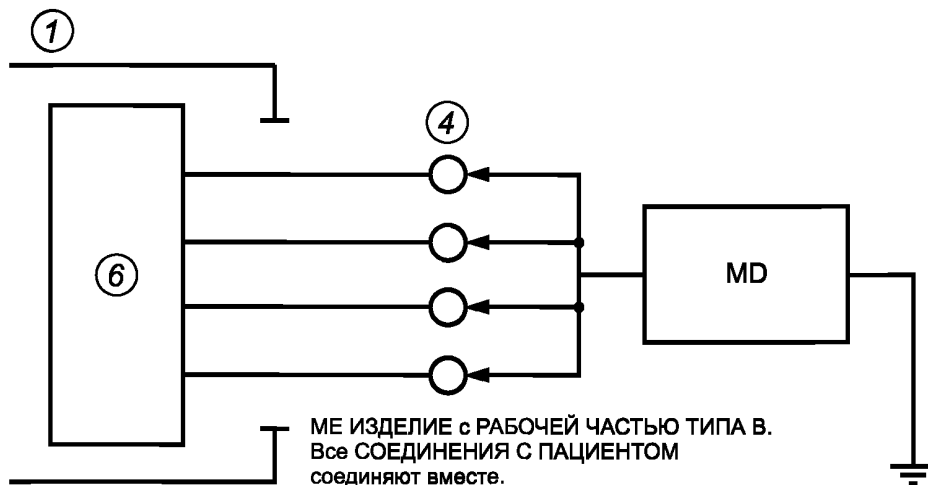 1
4
6
MD
МЕ ИЗДЕЛИЕ с РАБОЧЕЙ ЧАСТЬЮ ТИПА В.
Все СОЕДИНЕНИЯ С ПАЦИЕНТОМ
соединяют вместе.